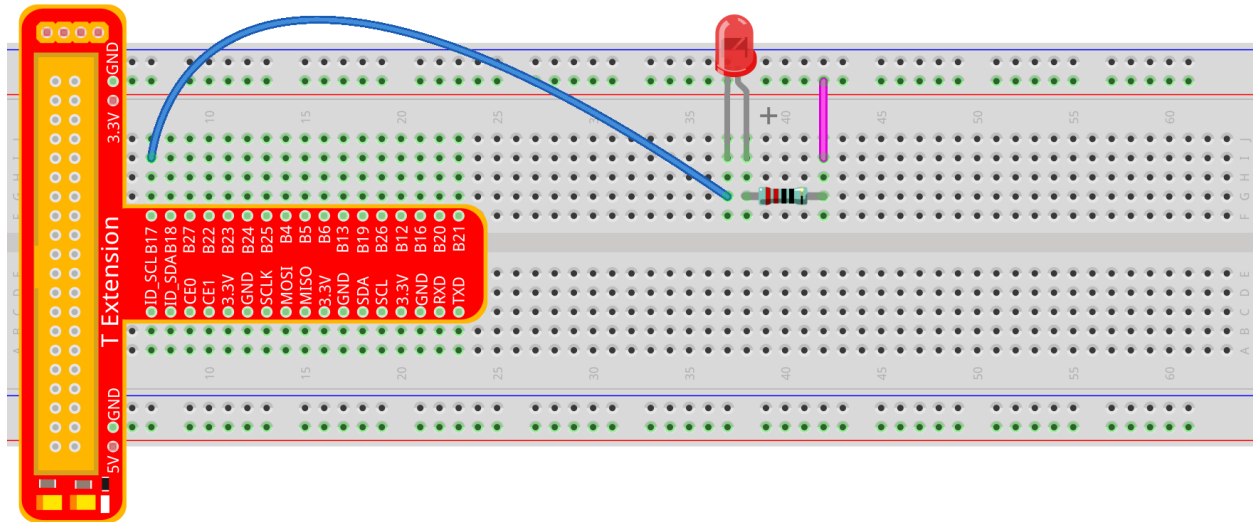 GND
3.3V
10 15 20 25 30 35 40 45 50 55 60
+
J
I
H
G
F
B17 B18 B27 B22 B23 B24 B25 B4 B5 B6 B13 B19 B26 B12 B16 B20 B21
ID_SCL ID_SDA CE0 CE1 3.3V GND SCLK MOSI MISO 3.3V GND SDA SCL 3.3V GND RXD TXD
T Extension
E
D
C
B
A
10 15 20 25 30 35 40 45 50 55 60
GND
5V